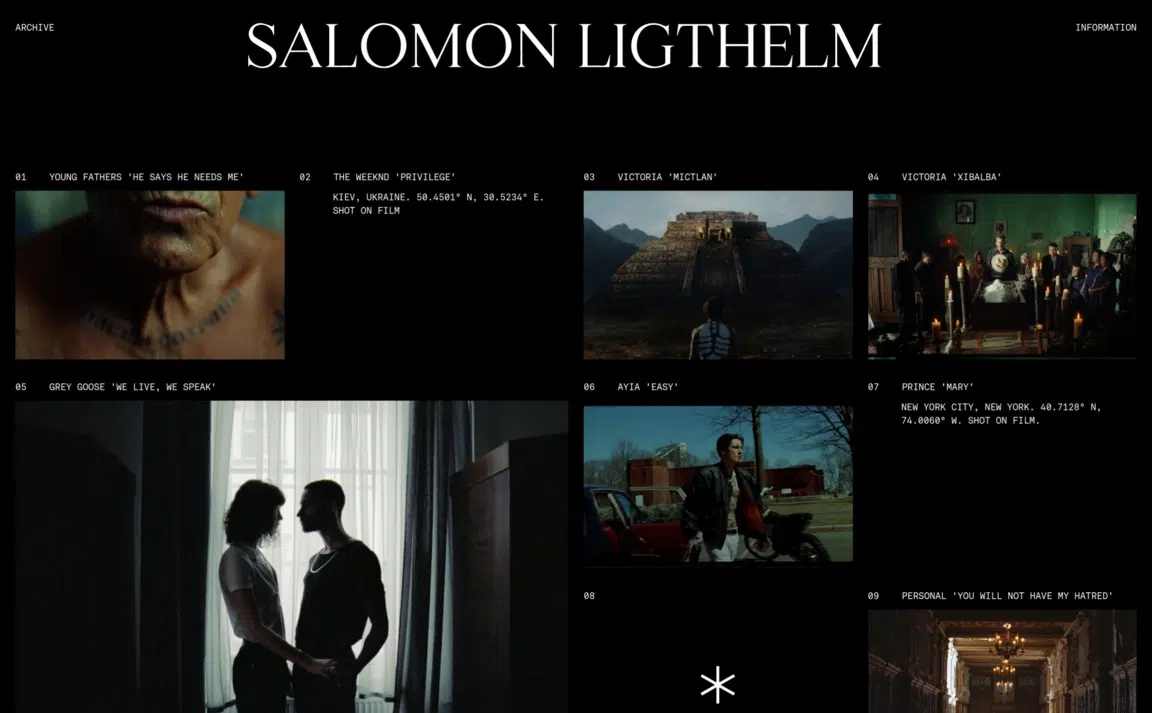 ARCHIVE
SALOMON LIGTHELM
INFORMATION
01 YOUNG FATHERS 'HE SAYS HE NEEDS ME'
02 THE WEEKND 'PRIVILEGE'
KIEV, UKRAINE. 50.4501° N, 30.5234° E.
SHOT ON FILM
03 VICTORIA 'MICTLAN'
04 VICTORIA 'XIBALBA'
05 GREY GOOSE 'WE LIVE, WE SPEAK'
06 AYIA 'EASY'
07 PRINCE 'MARY'
NEW YORK CITY, NEW YORK. 40.7128° N,
74.0060° W. SHOT ON FILM.
08
09 PERSONAL 'YOU WILL NOT HAVE MY HATRED'